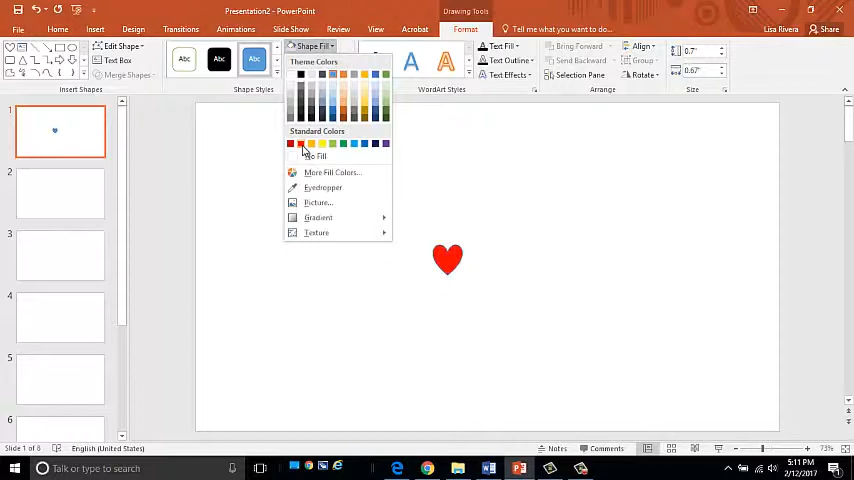 Presentation2 - PowerPoint
Drawing Tools
File Home Insert Design Transitions Animations Slide Show Review View Acrobat Format Tell me what you want to do... Lisa Rivera Share
Edit Shape
Text Box
Merge Shapes
Insert Shapes
Abc Abc Abc
Shape Styles
Shape Fill
A A
Text Fill
Text Outline
Text Effects
WordArt Styles
Bring Forward
Send Backward
Selection Pane
Align
Group
Rotate
Arrange
0.7"
0.67"
Size
Theme Colors
Standard Colors
No Fill
More Fill Colors...
Eyedropper
Picture...
Gradient
Texture
1
2
3
4
5
6
Slide 1 of 8 English (United States) Notes Comments 73%
Talk to type here to search
5:11 PM
2/12/2017